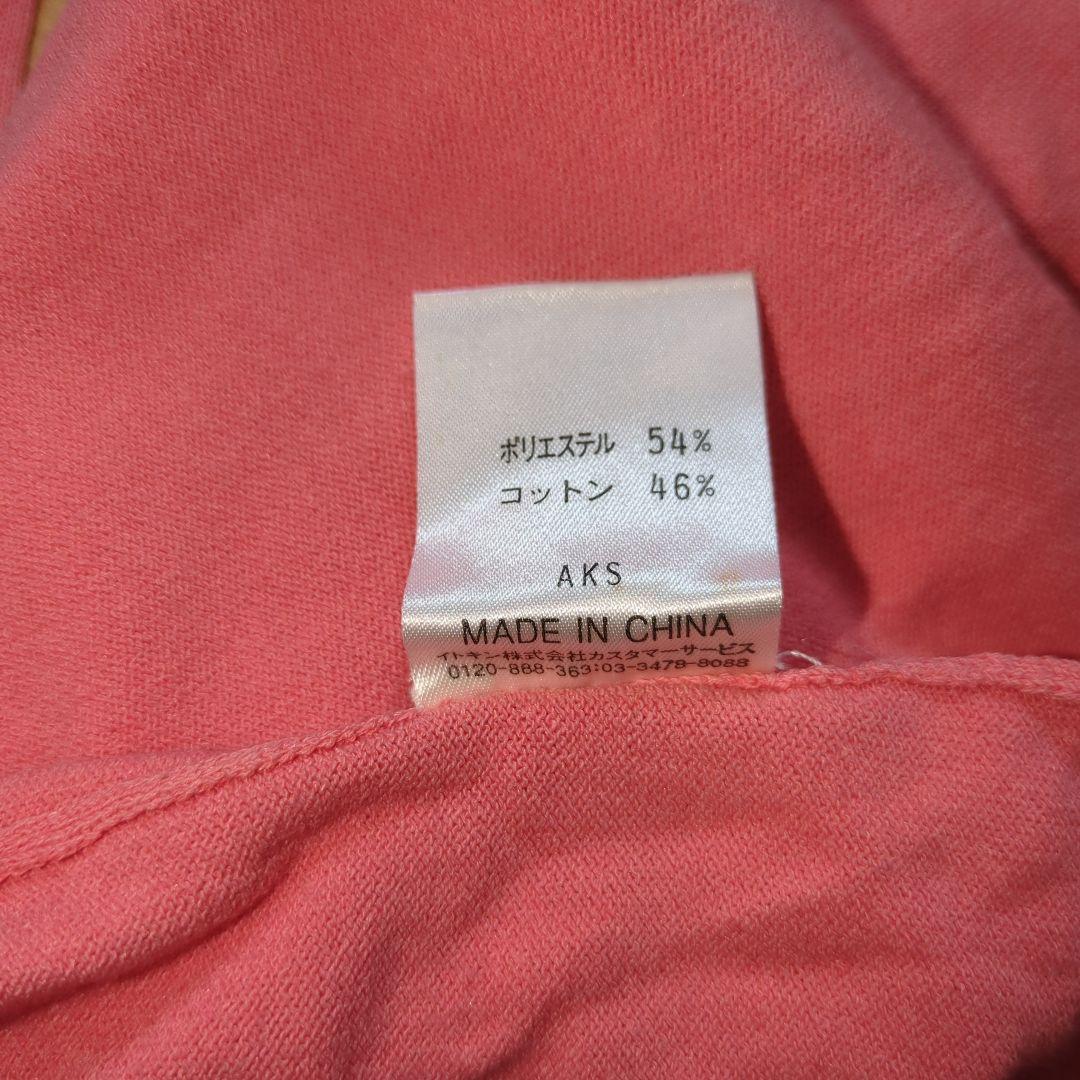 ポリエステル 54%
コットン 46%
AKS
MADE IN CHINA
イトキン株式会社カスタマーサービス
0120-888-363:03-3478-8088